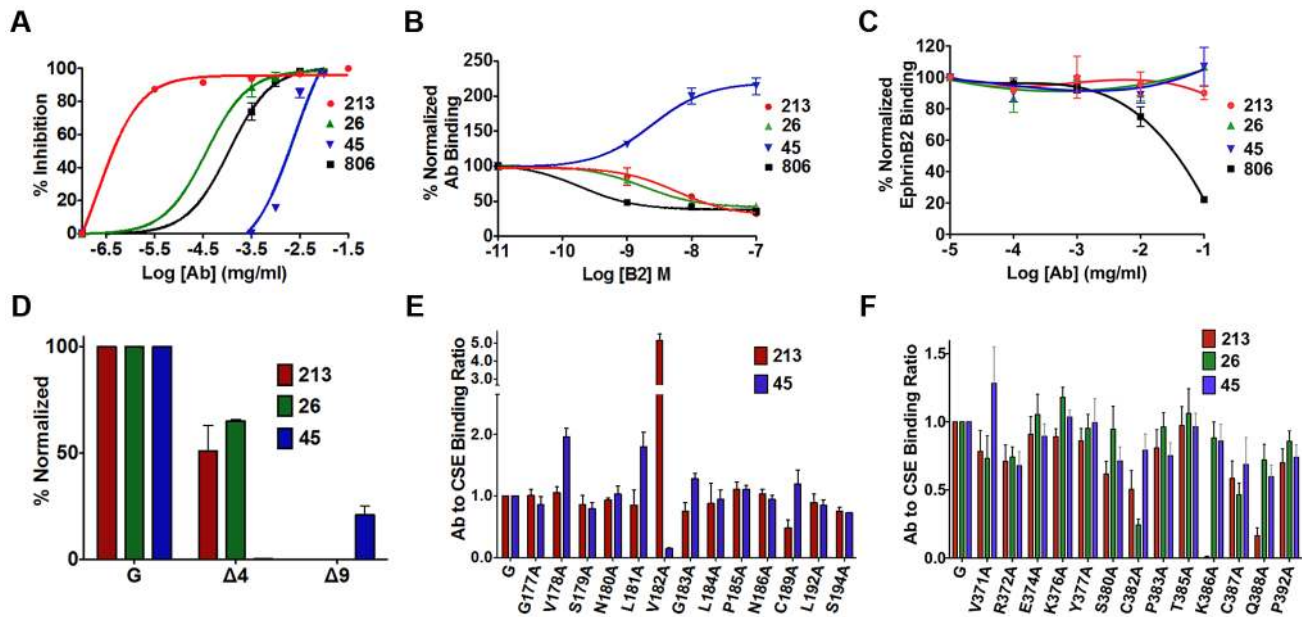 A
% Inhibition
100
80
60
40
20
0
-6.5 -5.5 -4.5 -3.5 -2.5 -1.5
Log [Ab] (mg/ml)
213
26
45
806
B
% Normalized
Ab Binding
250
200
150
100
50
0
-11 -10 -9 -8 -7
Log [B2] M
213
26
45
806
C
% Normalized
EphrinB2 Binding
120
100
80
60
40
20
0
-5 -4 -3 -2 -1
Log [Ab] (mg/ml)
213
26
45
806
D
% Normalized
100
50
0
G Δ4 Δ9
213
26
45
E
Ab to CSE Binding Ratio
5.0
4.0
3.0
2.0
1.0
0.0
213
45
G
G177A
V178A
S179A
N180A
L181A
V182A
G183A
L184A
P185A
N186A
C189A
L192A
S194A
F
Ab to CSE Binding Ratio
1.5
1.0
0.5
0.0
213
26
45
G
V371A
R372A
E374A
K376A
Y377A
S380A
C382A
P383A
T385A
K386A
C387A
Q388A
P392A